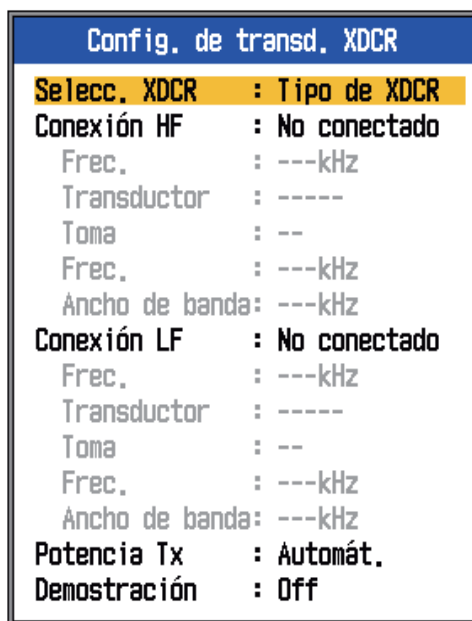 Config. de transd. XDCR
Selecc. XDCR : Tipo de XDCR
Conexión HF : No conectado
Frec. : ---kHz
Transductor : -----
Toma : --
Frec. : ---kHz
Ancho de banda: ---kHz
Conexión LF : No conectado
Frec. : ---kHz
Transductor : -----
Toma : --
Frec. : ---kHz
Ancho de banda: ---kHz
Potencia Tx : Automát.
Demostración : Off